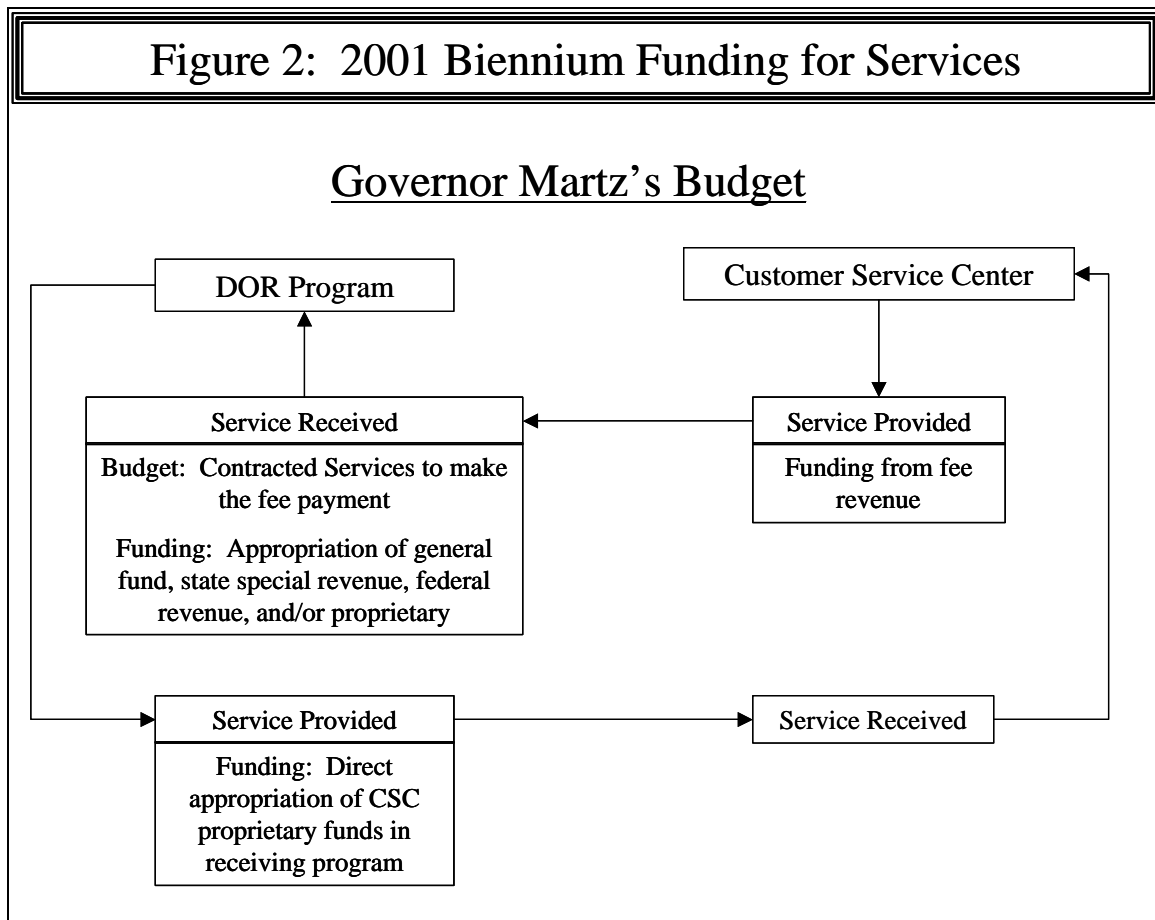 Figure 2: 2001 Biennium Funding for Services
Governor Martz's Budget
DOR Program
Customer Service Center
Service Received
Budget: Contracted Services to make
the fee payment
Funding: Appropriation of general
fund, state special revenue, federal
revenue, and/or proprietary
Service Provided
Funding from fee
revenue
Service Provided
Funding: Direct
appropriation of CSC
proprietary funds in
receiving program
Service Received